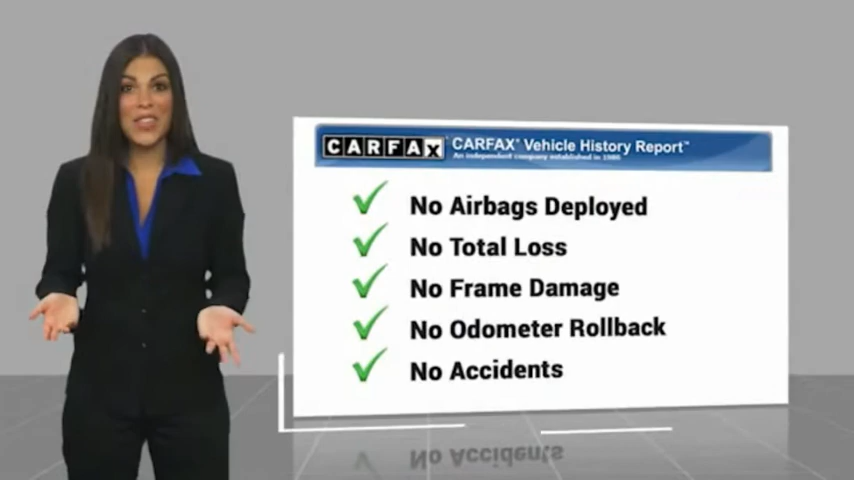 CARFAX
CARFAX® Vehicle History Report™
An independent company established in 1986
No Airbags Deployed
No Total Loss
No Frame Damage
No Odometer Rollback
No Accidents
No Accidents